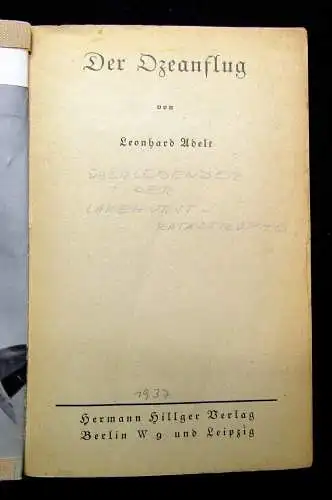 Der Ozeanflug
von
Leonhard Adelt
ÜBERLEBENDER
DER
LAKEHURST -
KATASTROPHE
1937
Hermann Hillger Verlag
Berlin W 9 und Leipzig